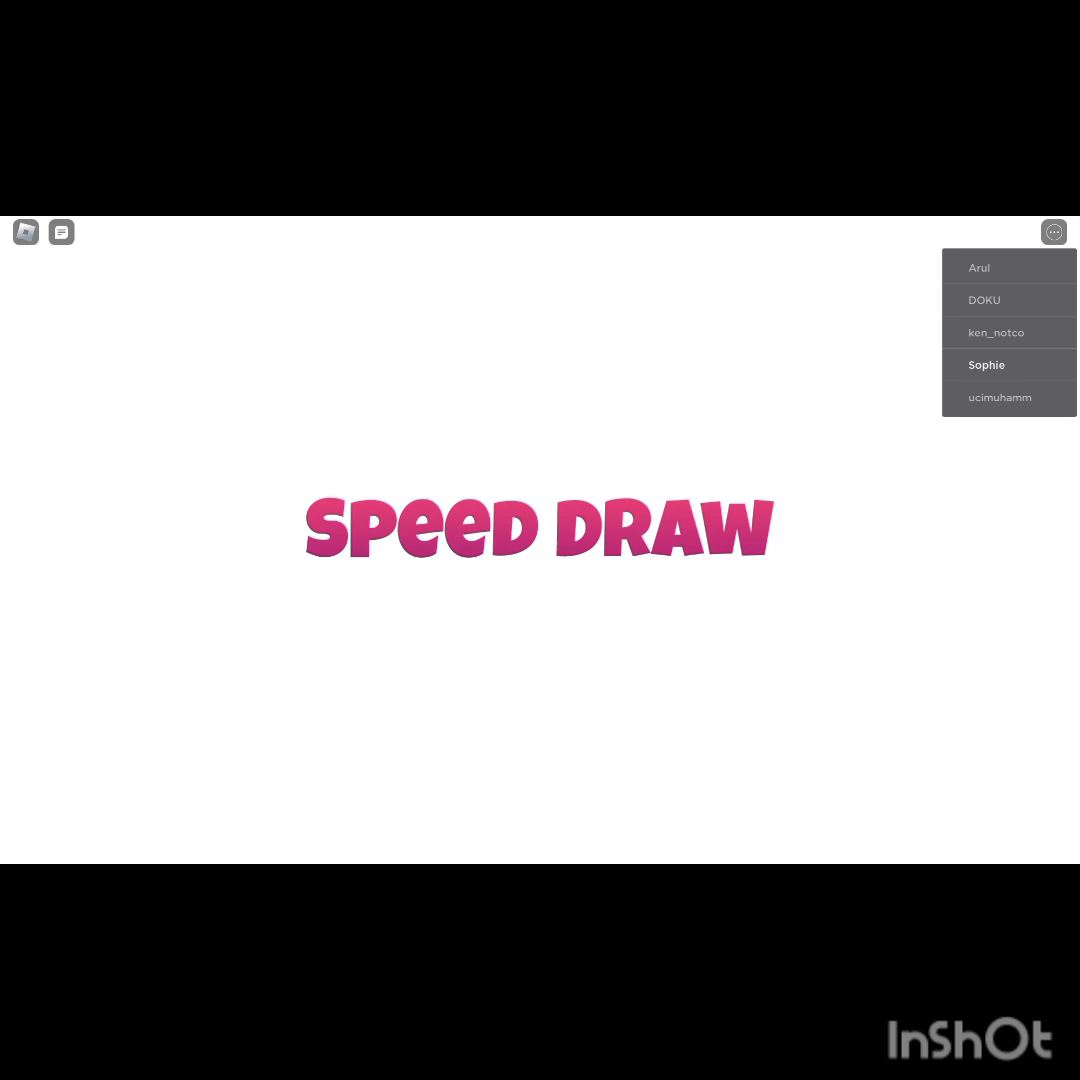 Arul
DOKU
ken_notco
Sophie
ucimuhamm
SPeeD DRAW
InShOt